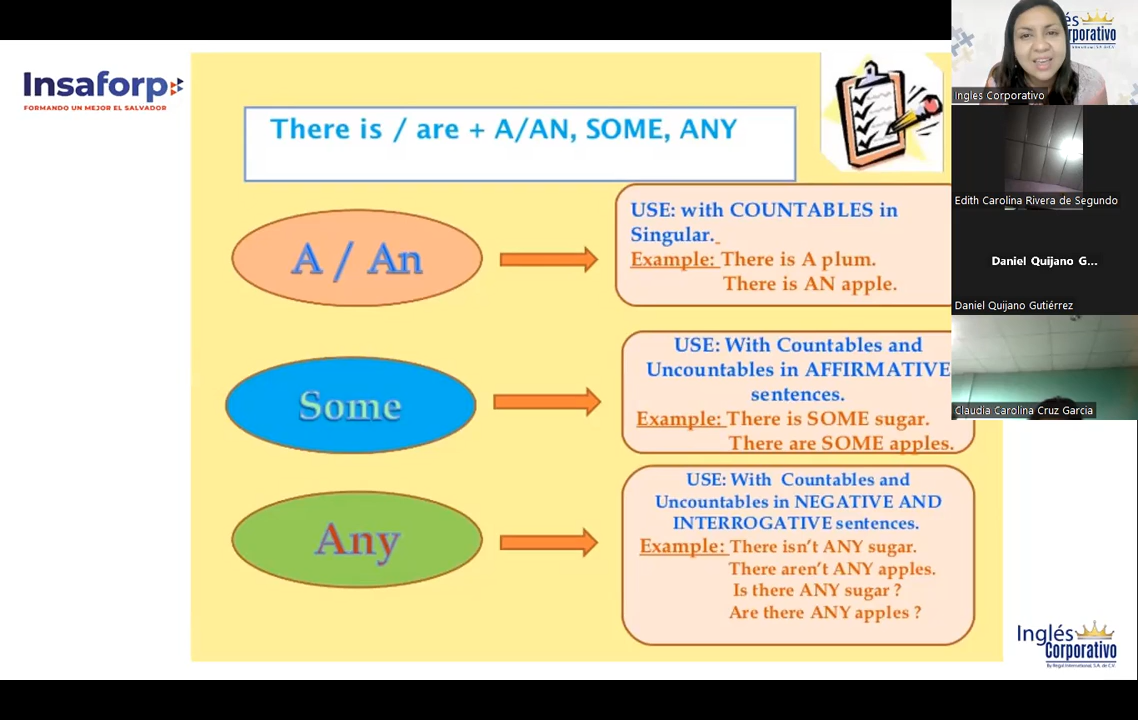 Insaforp
FORMANDO UN MEJOR EL SALVADOR
There is / are + A/AN, SOME, ANY
A / An
USE: with COUNTABLES in
Singular.
Example: There is A plum.
There is AN apple.
Some
USE: With Countables and
Uncountables in AFFIRMATIVE
sentences.
Example: There is SOME sugar.
There are SOME apples.
Any
USE: With Countables and
Uncountables in NEGATIVE AND
INTERROGATIVE sentences.
Example: There isn't ANY sugar.
There aren't ANY apples.
Is there ANY sugar ?
Are there ANY apples ?
Ingles Corporativo
Edith Carolina Rivera de Segundo
Daniel Quijano G...
Daniel Quijano Gutiérrez
Claudia Carolina Cruz Garcia
Inglés
Corporativo
By Regal International, S.A. de C.V.